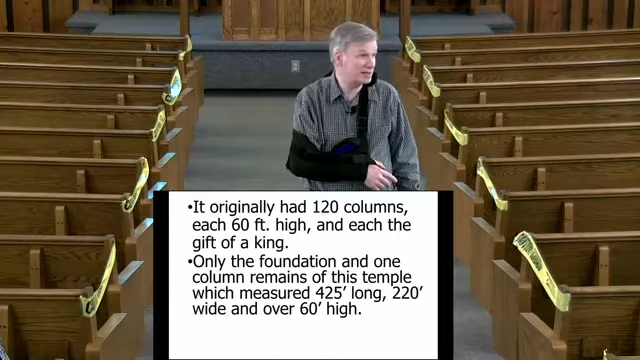 •It originally had 120 columns,
each 60 ft. high, and each the
gift of a king.
•Only the foundation and one
column remains of this temple
which measured 425’ long, 220’
wide and over 60’ high.